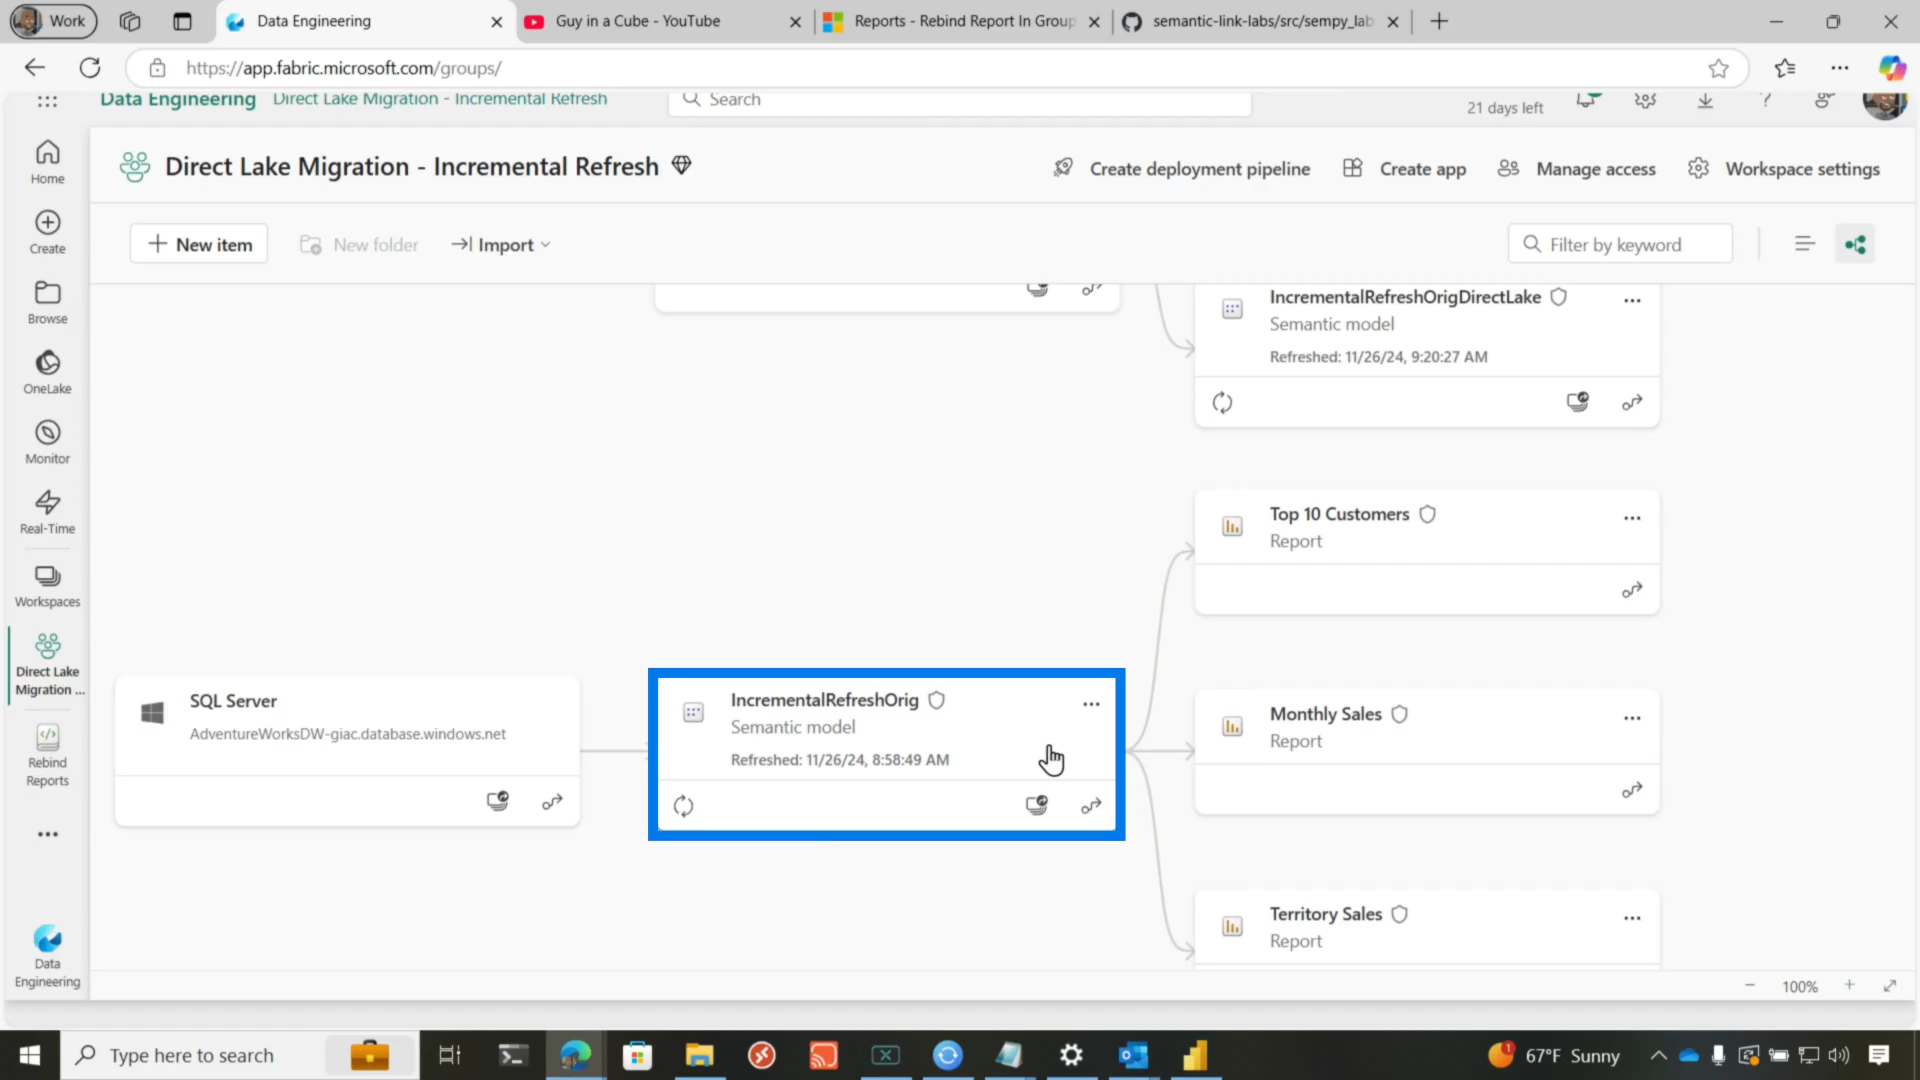 Work
Data Engineering
Guy in a Cube - YouTube
Reports - Rebind Report In Group
semantic-link-labs/src/sempy_lab
https://app.fabric.microsoft.com/groups/
Data Engineering
Direct Lake Migration - Incremental Refresh
Search
21 days left
Home
Create
Browse
OneLake
Monitor
Real-Time
Workspaces
Direct Lake
Migration ...
Rebind
Reports
Data
Engineering
Direct Lake Migration - Incremental Refresh
Create deployment pipeline
Create app
Manage access
Workspace settings
New item
New folder
Import
Filter by keyword
IncrementalRefreshOrigDirectLake
Semantic model
Refreshed: 11/26/24, 9:20:27 AM
Top 10 Customers
Report
SQL Server
AdventureWorksDW-giac.database.windows.net
IncrementalRefreshOrig
Semantic model
Refreshed: 11/26/24, 8:58:49 AM
Monthly Sales
Report
Territory Sales
Report
100%
Type here to search
1
67°F Sunny